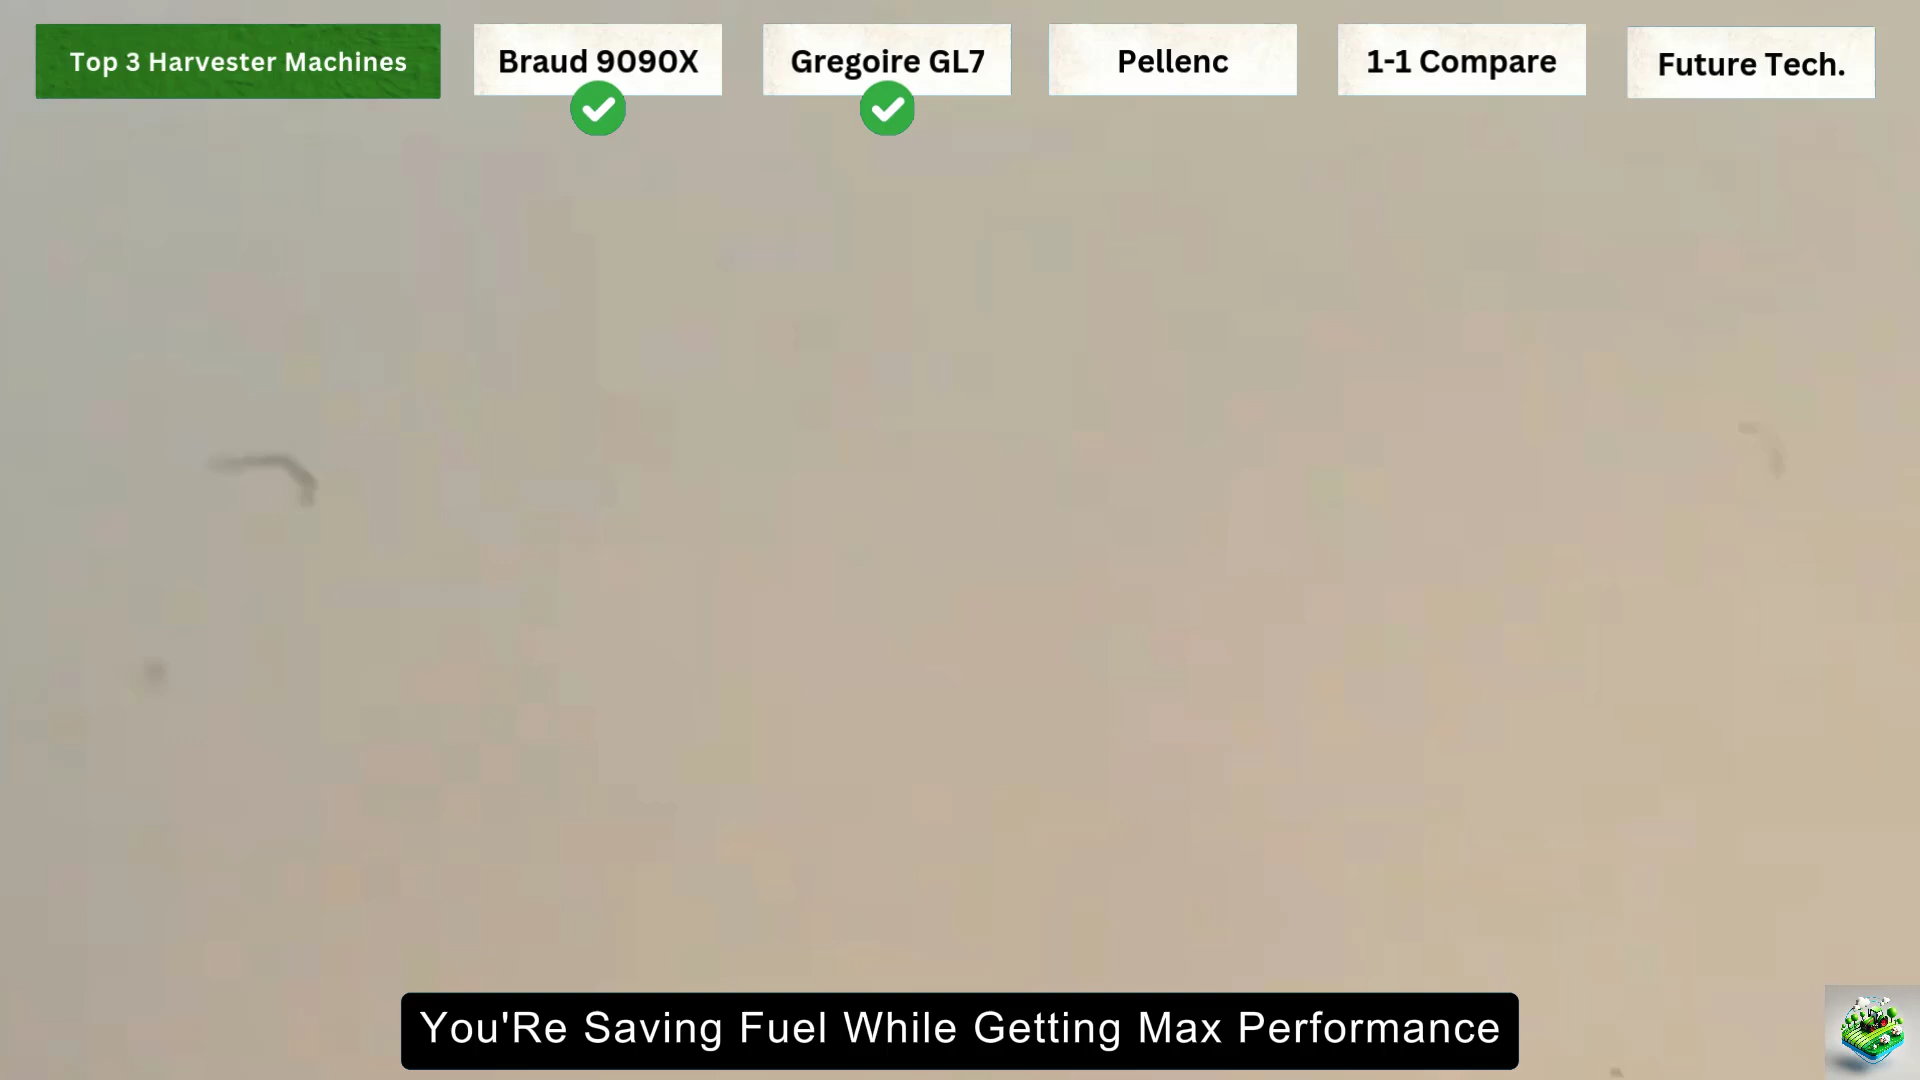 Top 3 Harvester Machines
Braud 9090X
Gregoire GL7
Pellenc
1-1 Compare
Future Tech.
You'Re Saving Fuel While Getting Max Performance